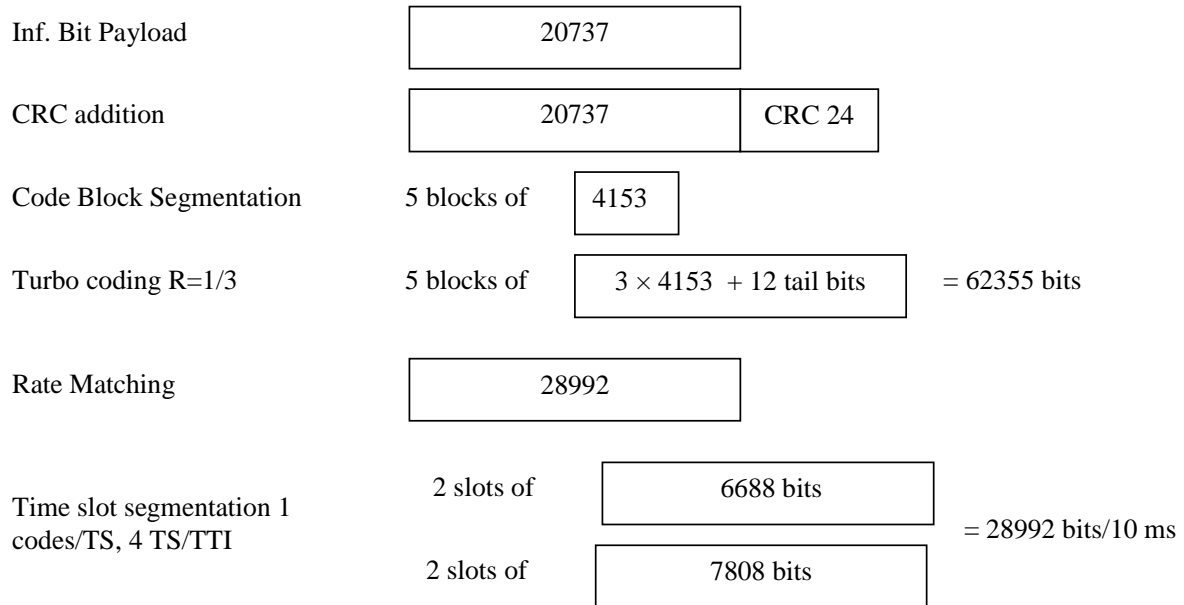 Inf. Bit Payload 20737
CRC addition 20737 CRC 24
Code Block Segmentation 5 blocks of 4153
Turbo coding R=1/3 5 blocks of 3 × 4153 + 12 tail bits = 62355 bits
Rate Matching 28992
2 slots of 6688 bits
Time slot segmentation 1
codes/TS, 4 TS/TTI = 28992 bits/10 ms
2 slots of 7808 bits